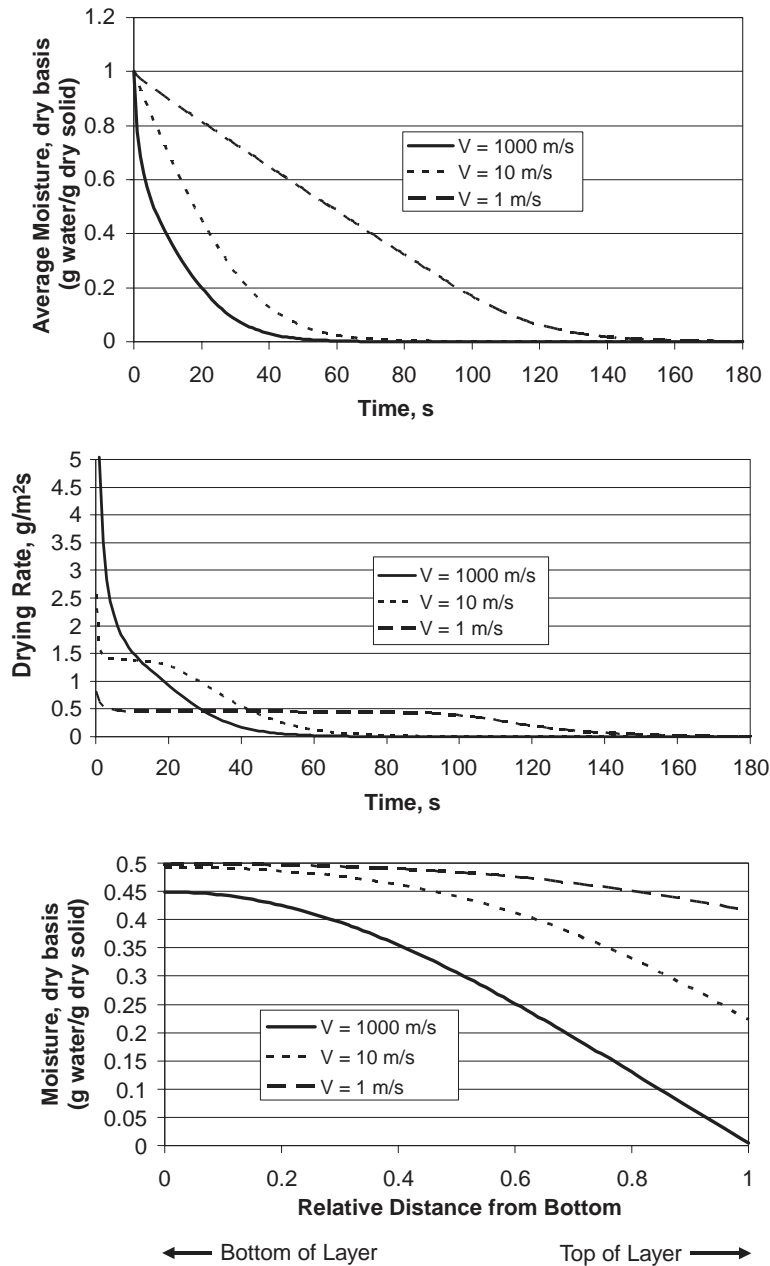 Average Moisture, dry basis
(g water/g dry solid)
1.2
1
0.8
0.6
0.4
0.2
0
V = 1000 m/s
V = 10 m/s
V = 1 m/s
0 20 40 60 80 100 120 140 160 180
Time, s
Drying Rate, g/m²s
5
4.5
4
3.5
3
2.5
2
1.5
1
0.5
0
V = 1000 m/s
V = 10 m/s
V = 1 m/s
0 20 40 60 80 100 120 140 160 180
Time, s
Moisture, dry basis
(g water/g dry solid)
0.5
0.45
0.4
0.35
0.3
0.25
0.2
0.15
0.1
0.05
0
V = 1000 m/s
V = 10 m/s
V = 1 m/s
0 0.2 0.4 0.6 0.8 1
Relative Distance from Bottom
Bottom of Layer Top of Layer